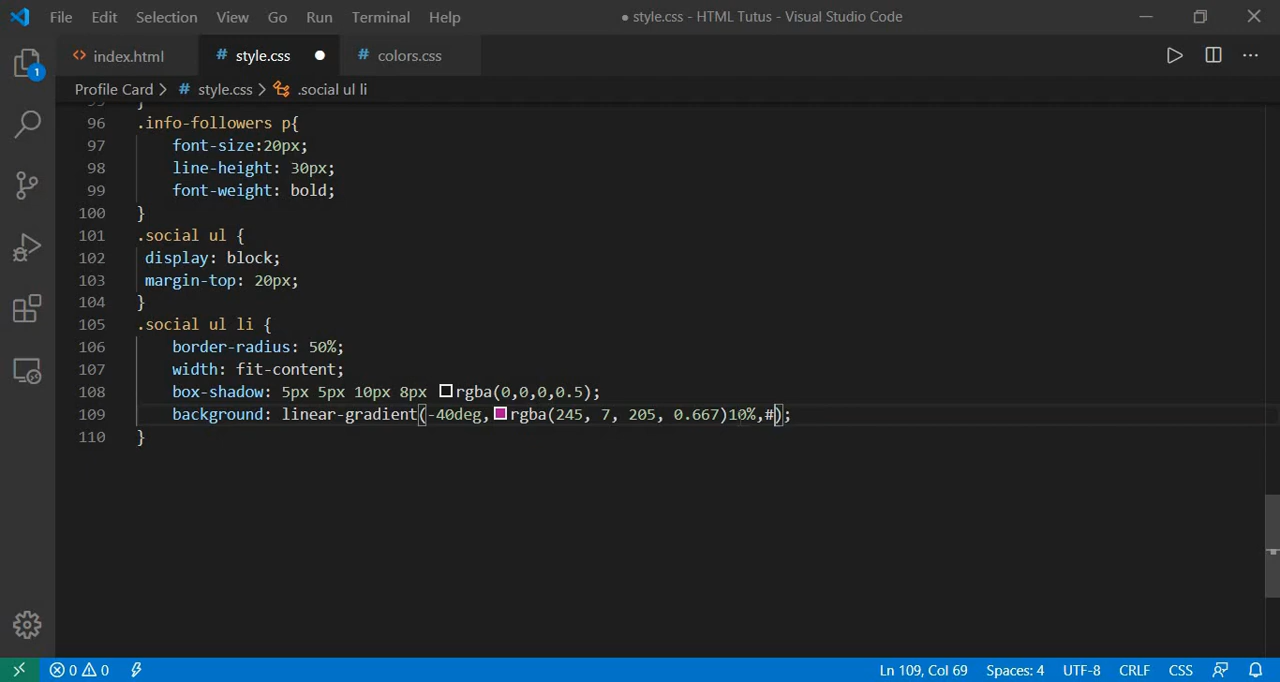 File Edit Selection View Go Run Terminal Help ● style.css - HTML Tutus - Visual Studio Code
<> index.html # style.css ● # colors.css
Profile Card > # style.css > .social ul li
1
95 }
96 .info-followers p{
97 font-size:20px;
98 line-height: 30px;
99 font-weight: bold;
100 }
101 .social ul {
102 display: block;
103 margin-top: 20px;
104 }
105 .social ul li {
106 border-radius: 50%;
107 width: fit-content;
108 box-shadow: 5px 5px 10px 8px rgba(0,0,0,0.5);
109 background: linear-gradient(-40deg,rgba(245, 7, 205, 0.667)10%,#);
110 }
0 0 Ln 109, Col 69 Spaces: 4 UTF-8 CRLF CSS